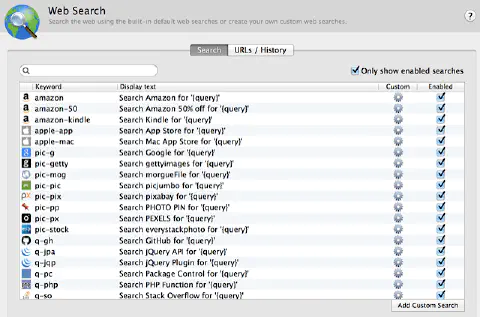 Web Search
Search the web using the built-in default web searches or create your own custom web searches.
?
Search URLs / History
Only show enabled searches
Keyword Display text Custom Enabled
amazon Search Amazon for '{query}'
amazon-50 Search Amazon 50% off for '{query}'
amazon-kindle Search Kindle for '{query}'
apple-app Search App Store for '{query}'
apple-mac Search Mac App Store for '{query}'
pic-g Search Google for '{query}'
pic-getty Search gettyimages for '{query}'
pic-mog Search morgueFile for '{query}'
pic-pic Search picjumbo for '{query}'
pic-pix Search pixabay for '{query}'
pic-pp Search PHOTO PIN for '{query}'
pic-px Search PEXELS for '{query}'
pic-stock Search everystackphoto for '{query}'
q-gh Search GitHub for '{query}'
q-jpa Search jQuery API for '{query}'
q-jqp Search jQuery Plugin for '{query}'
q-pc Search Package Control for '{query}'
q-php Search PHP Function for '{query}'
q-so Search Stack Overflow for '{query}'
Add Custom Search